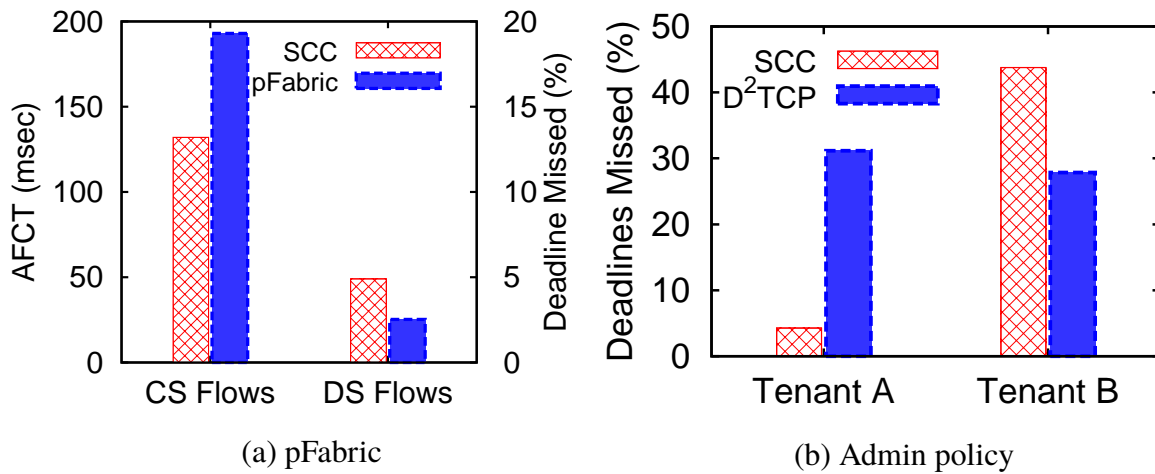 AFCT (msec)
200
150
100
50
0
SCC
pFabric
CS Flows
DS Flows
20
15
10
5
0
Deadline Missed (%)
(a) pFabric
Deadlines Missed (%)
50
40
30
20
10
0
SCC
D²TCP
Tenant A
Tenant B
(b) Admin policy